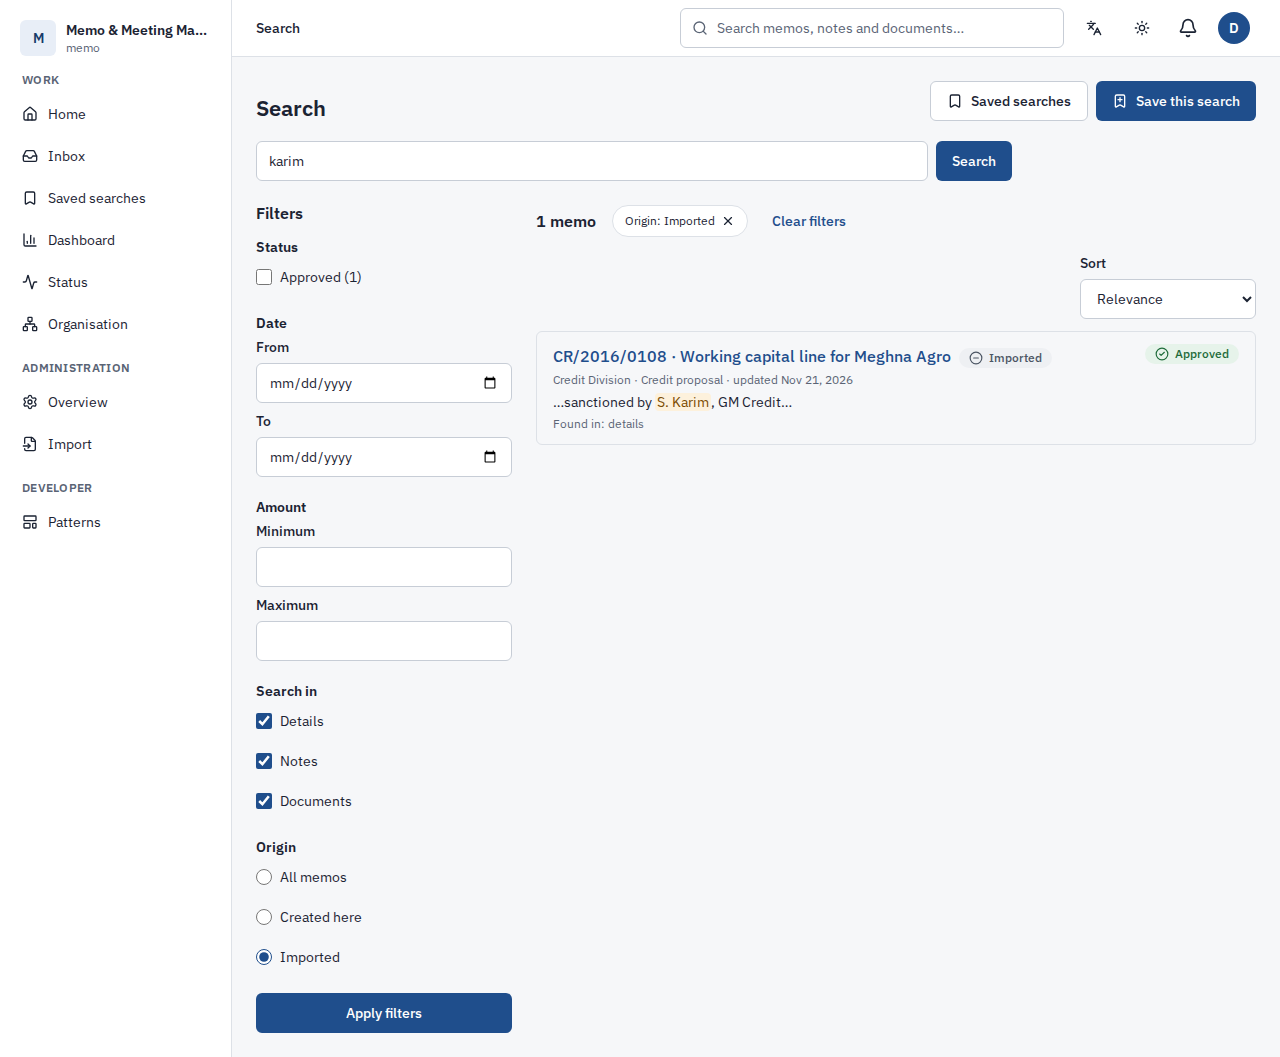 M
Memo & Meeting Ma...
memo
WORK
Home
Inbox
Saved searches
Dashboard
Status
Organisation
ADMINISTRATION
Overview
Import
DEVELOPER
Patterns
Search
Search memos, notes and documents...
D
Search
Saved searches
Save this search
karim
Search
Filters
Status
Approved (1)
Date
From
mm/dd/yyyy
To
mm/dd/yyyy
Amount
Minimum
Maximum
Search in
Details
Notes
Documents
Origin
All memos
Created here
Imported
Apply filters
1 memo
Origin: Imported
Clear filters
Sort
Relevance
CR/2016/0108 · Working capital line for Meghna Agro
Imported
Approved
Credit Division · Credit proposal · updated Nov 21, 2026
...sanctioned by S. Karim, GM Credit...
Found in: details